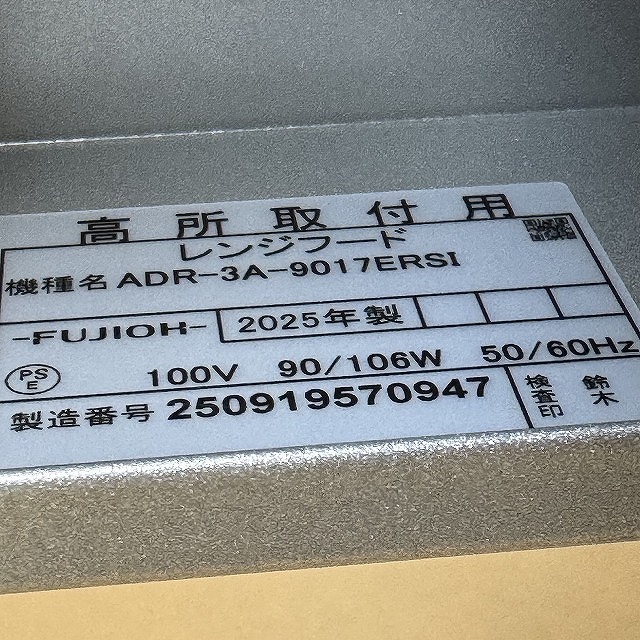 高所取付用
レンジフード
機種名 ADR-3A-9017ERSI
-FUJIOH- 2025年製
PS
E
100V 90/106W 50/60Hz
製造番号 250919570947
検査印 鈴木